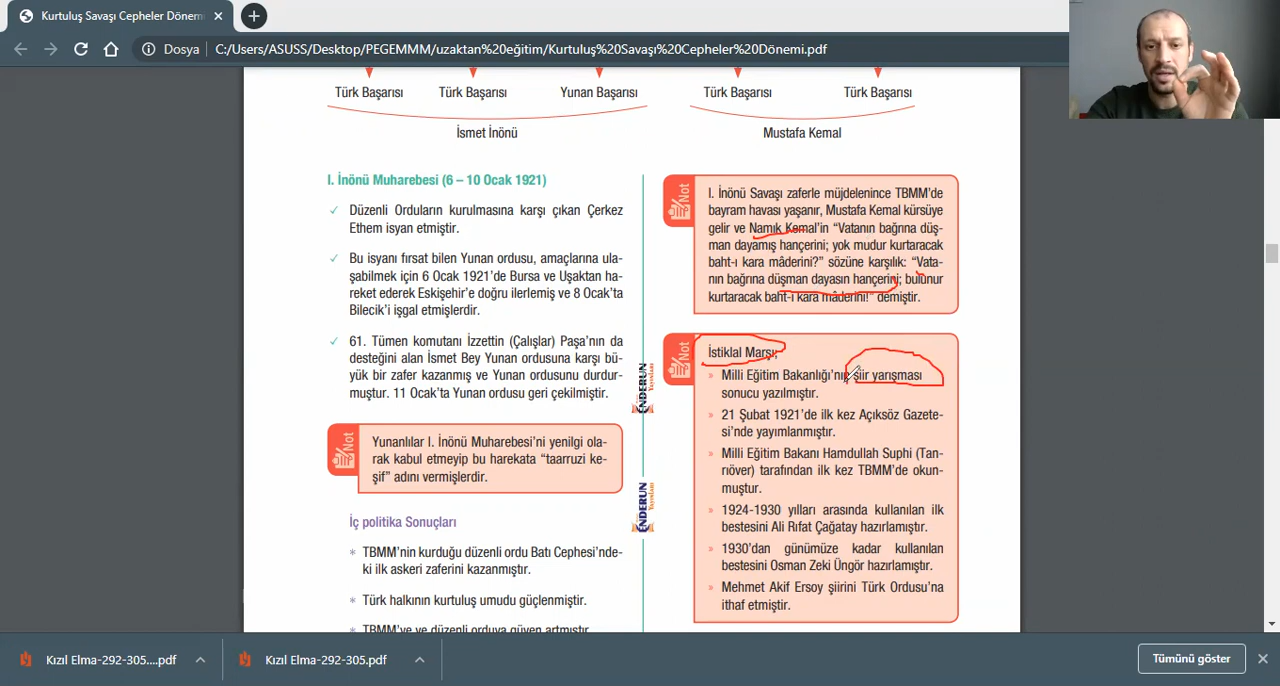 Kurtuluş Savaşı Cepheler Dönemi
Dosya
C:/Users/ASUSS/Desktop/PEGEMMM/uzaktan%20eğitim/Kurtuluş%20Savaşı%20Cepheler%20Dönemi.pdf
Türk Başarısı Türk Başarısı Yunan Başarısı Türk Başarısı Türk Başarısı
İsmet İnönü Mustafa Kemal
I. İnönü Muharebesi (6 – 10 Ocak 1921)
✓ Düzenli Orduların kurulmasına karşı çıkan Çerkez
Ethem isyan etmiştir.
✓ Bu isyanı fırsat bilen Yunan ordusu, amaçlarına ula-
şabilmek için 6 Ocak 1921'de Bursa ve Uşaktan ha-
reket ederek Eskişehir'e doğru ilerlemiş ve 8 Ocak'ta
Bilecik'i işgal etmişlerdir.
✓ 61. Tümen komutanı İzzettin (Çalışlar) Paşa'nın da
desteğini alan İsmet Bey Yunan ordusuna karşı bü-
yük bir zafer kazanmış ve Yunan ordusunu durdur-
muştur. 11 Ocak'ta Yunan ordusu geri çekilmiştir.
Not
Yunanlılar I. İnönü Muharebesi'ni yenilgi ola-
rak kabul etmeyip bu harekata “taarruzi ke-
şif” adını vermişlerdir.
İç politika Sonuçları
* TBMM'nin kurduğu düzenli ordu Batı Cephesi'nde-
ki ilk askeri zaferini kazanmıştır.
* Türk halkının kurtuluş umudu güçlenmiştir.
* TBMM'ye ve düzenli orduya güven artmıştır.
ENDERUN
Yayınları
ENDERUN
Yayınları
Not
I. İnönü Savaşı zaferle müjdelenince TBMM'de
bayram havası yaşanır, Mustafa Kemal kürsüye
gelir ve Namık Kemal'in “Vatanın bağrına düş-
man dayamış hançerini; yok mudur kurtaracak
baht-ı kara mâderini?” sözüne karşılık: “Vata-
nın bağrına düşman dayasın hançerini; bulunur
kurtaracak baht-ı kara mâderini!” demiştir.
Not
İstiklal Marşı;
» Milli Eğitim Bakanlığı'nın şiir yarışması
sonucu yazılmıştır.
» 21 Şubat 1921'de ilk kez Açıksöz Gazete-
si'nde yayımlanmıştır.
» Milli Eğitim Bakanı Hamdullah Suphi (Tan-
rıöver) tarafından ilk kez TBMM'de okun-
muştur.
» 1924-1930 yılları arasında kullanılan ilk
bestesini Ali Rıfat Çağatay hazırlamıştır.
» 1930'dan günümüze kadar kullanılan
bestesini Osman Zeki Üngör hazırlamıştır.
» Mehmet Akif Ersoy şiirini Türk Ordusu'na
ithaf etmiştir.
Kızıl Elma-292-305....pdf
Kızıl Elma-292-305.pdf
Tümünü göster